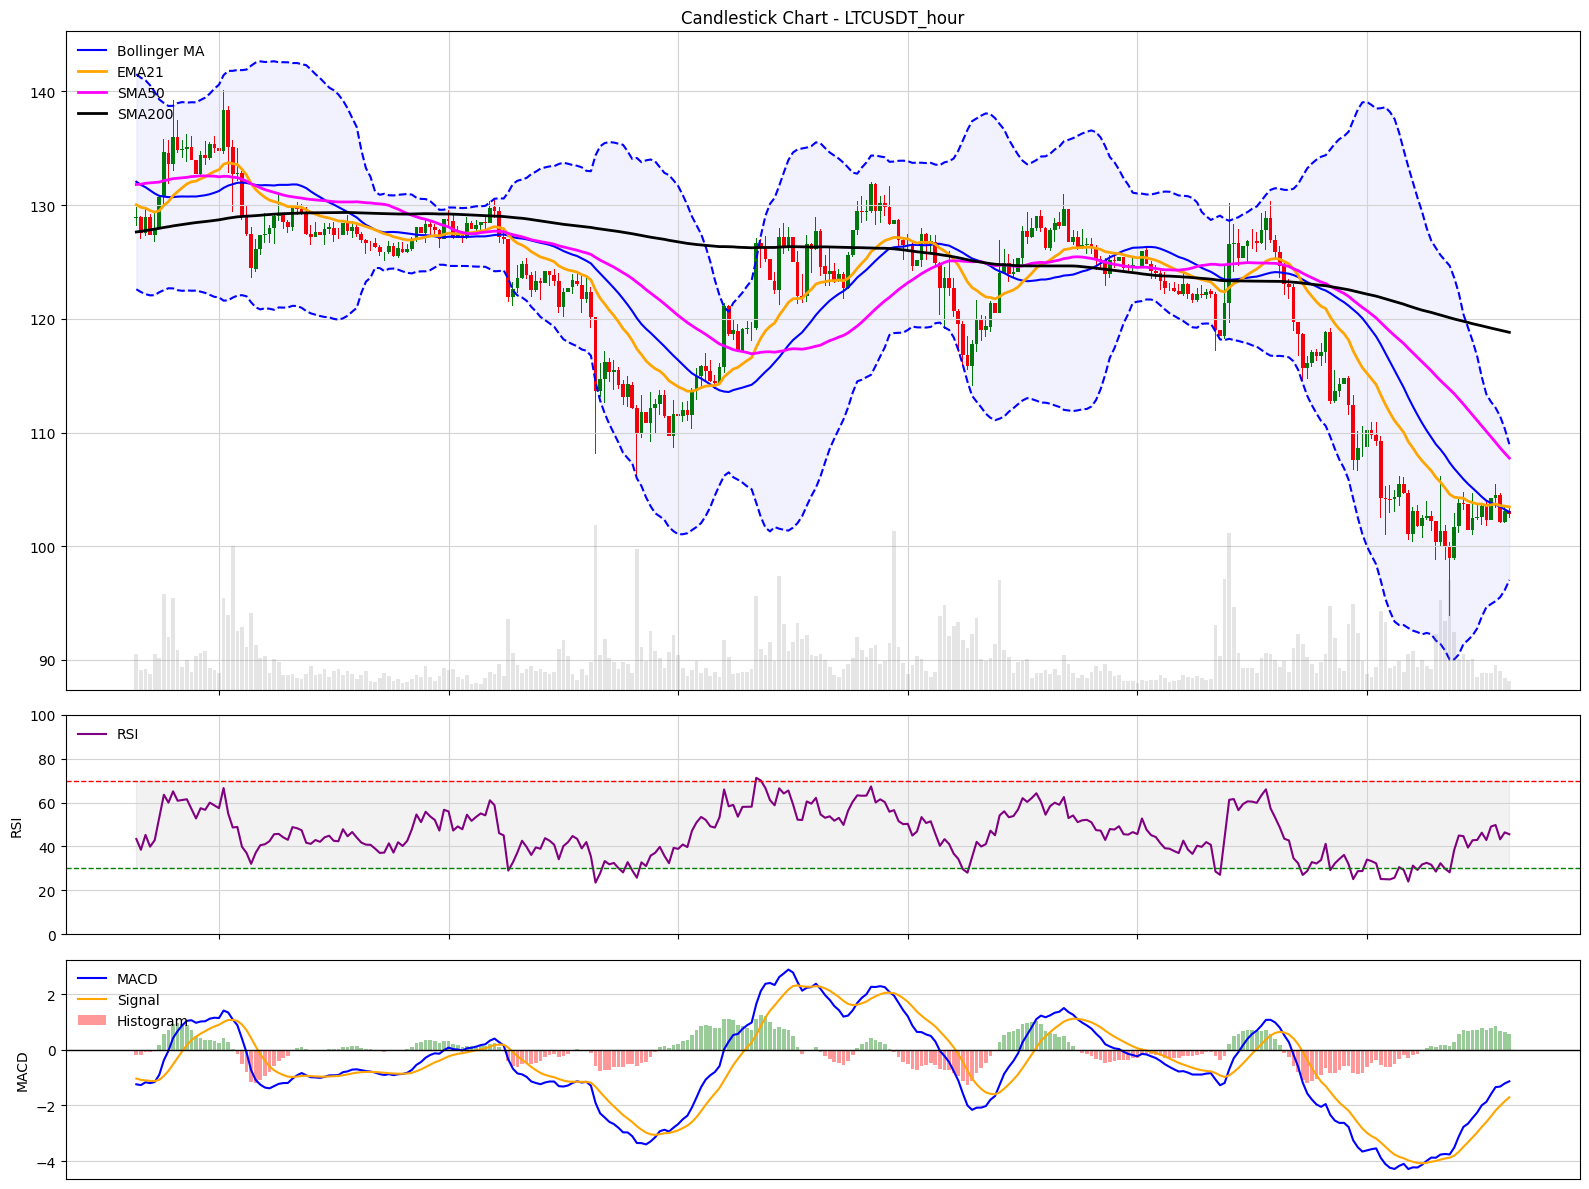 Candlestick Chart - LTCUSDT_hour
Bollinger MA
EMA21
SMA50
SMA200
140
130
120
110
100
90
RSI
100
80
60
40
20
0
RSI
MACD
Signal
Histogram
2
0
−2
−4
MACD